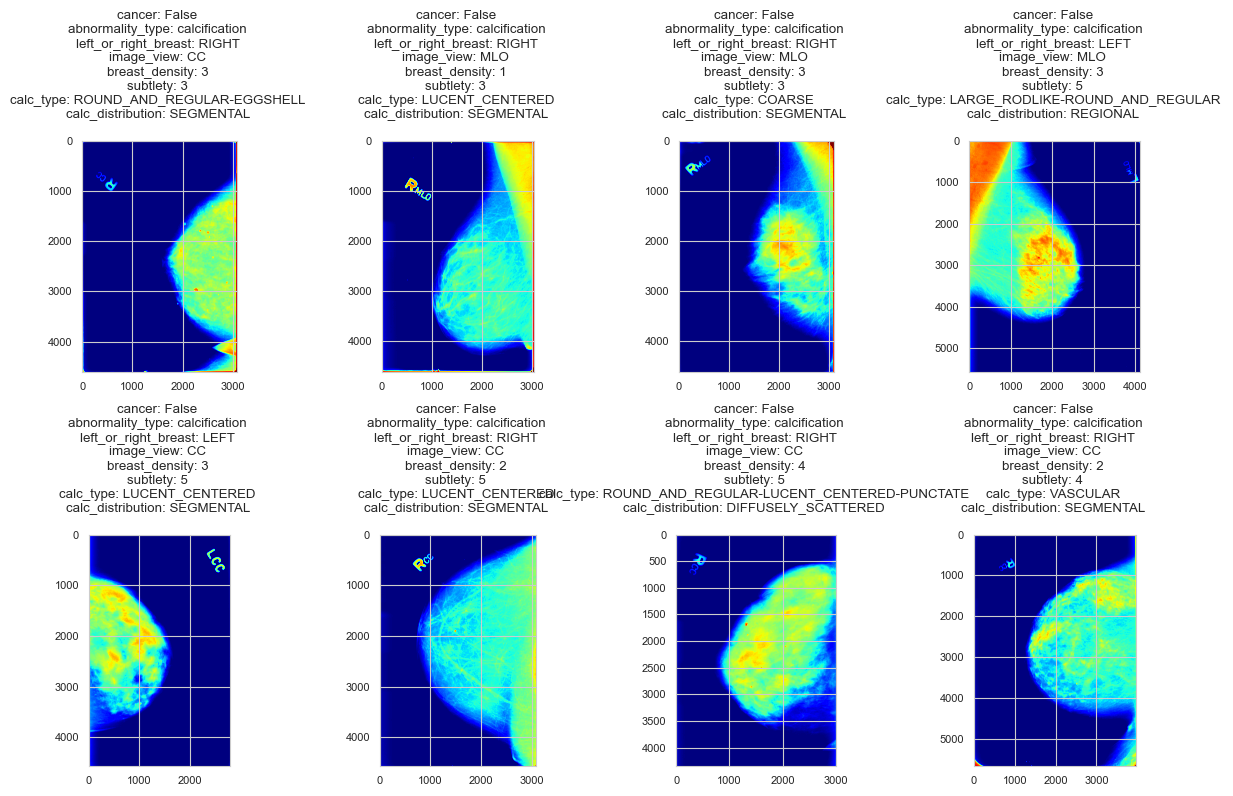 cancer: False
abnormality_type: calcification
left_or_right_breast: RIGHT
image_view: CC
breast_density: 3
subtlety: 3
calc_type: ROUND_AND_REGULAR-EGGSHELL
calc_distribution: SEGMENTAL
0
1000
2000
3000
4000
R
0 1000 2000 3000
cancer: False
abnormality_type: calcification
left_or_right_breast: RIGHT
image_view: MLO
breast_density: 1
subtlety: 3
calc_type: LUCENT_CENTERED
calc_distribution: SEGMENTAL
0
1000
2000
3000
4000
R MLO
0 1000 2000 3000
cancer: False
abnormality_type: calcification
left_or_right_breast: RIGHT
image_view: MLO
breast_density: 3
subtlety: 3
calc_type: COARSE
calc_distribution: SEGMENTAL
0
1000
2000
3000
4000
R MLO
0 1000 2000 3000
cancer: False
abnormality_type: calcification
left_or_right_breast: LEFT
image_view: MLO
breast_density: 3
subtlety: 5
calc_type: LARGE_RODLIKE-ROUND_AND_REGULAR
calc_distribution: REGIONAL
0
1000
2000
3000
4000
5000
0 1000 2000 3000 4000
cancer: False
abnormality_type: calcification
left_or_right_breast: LEFT
image_view: CC
breast_density: 3
subtlety: 5
calc_type: LUCENT_CENTERED
calc_distribution: SEGMENTAL
0
1000
2000
3000
4000
LCC
0 1000 2000
cancer: False
abnormality_type: calcification
left_or_right_breast: RIGHT
image_view: CC
breast_density: 2
subtlety: 5
calc_type: LUCENT_CENTERED
calc_distribution: SEGMENTAL
0
1000
2000
3000
4000
R CC
0 1000 2000 3000
cancer: False
abnormality_type: calcification
left_or_right_breast: RIGHT
image_view: CC
breast_density: 4
subtlety: 5
calc_type: ROUND_AND_REGULAR-LUCENT_CENTERED-PUNCTATE
calc_distribution: DIFFUSELY_SCATTERED
0
500
1000
1500
2000
2500
3000
3500
4000
R
0 1000 2000 3000
cancer: False
abnormality_type: calcification
left_or_right_breast: RIGHT
image_view: CC
breast_density: 2
subtlety: 4
calc_type: VASCULAR
calc_distribution: SEGMENTAL
0
1000
2000
3000
4000
5000
R
0 1000 2000 3000